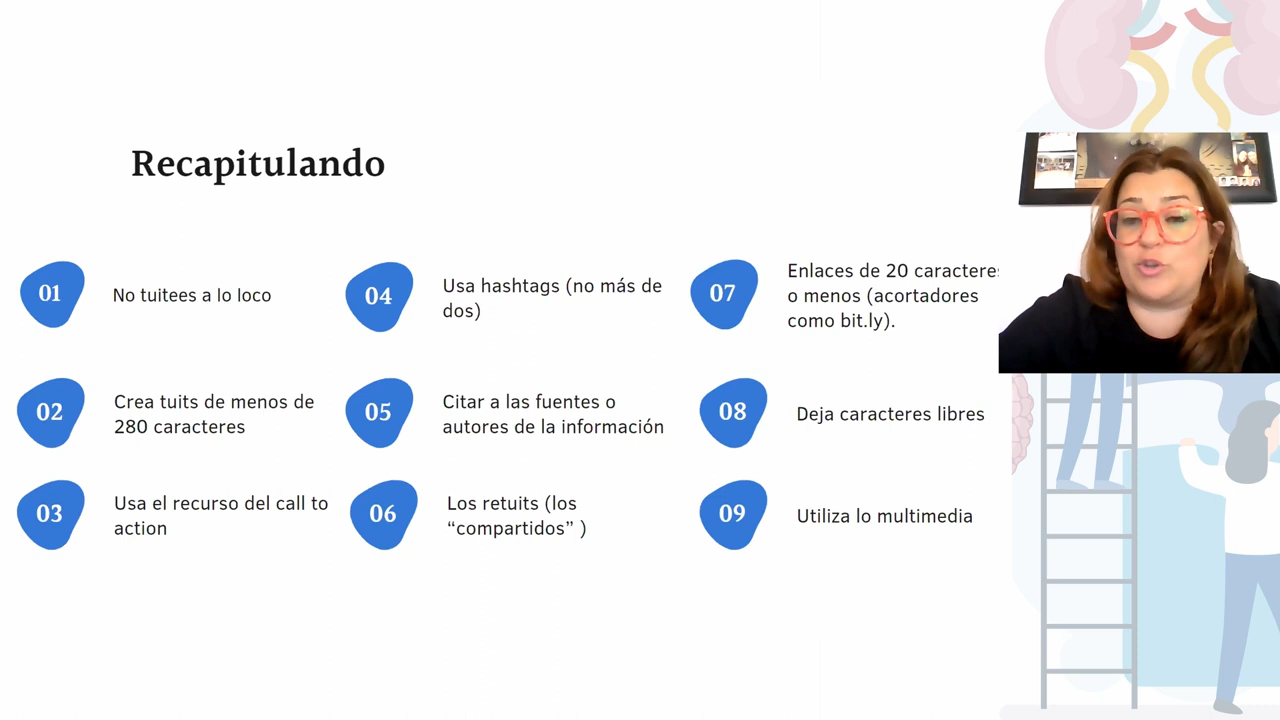 Recapitulando
01
No tuitees a lo loco
02
Crea tuits de menos de
280 caracteres
03
Usa el recurso del call to
action
04
Usa hashtags (no más de
dos)
05
Citar a las fuentes o
autores de la información
06
Los retuits (los
“compartidos” )
07
Enlaces de 20 caracteres
o menos (acortadores
como bit.ly).
08
Deja caracteres libres
09
Utiliza lo multimedia